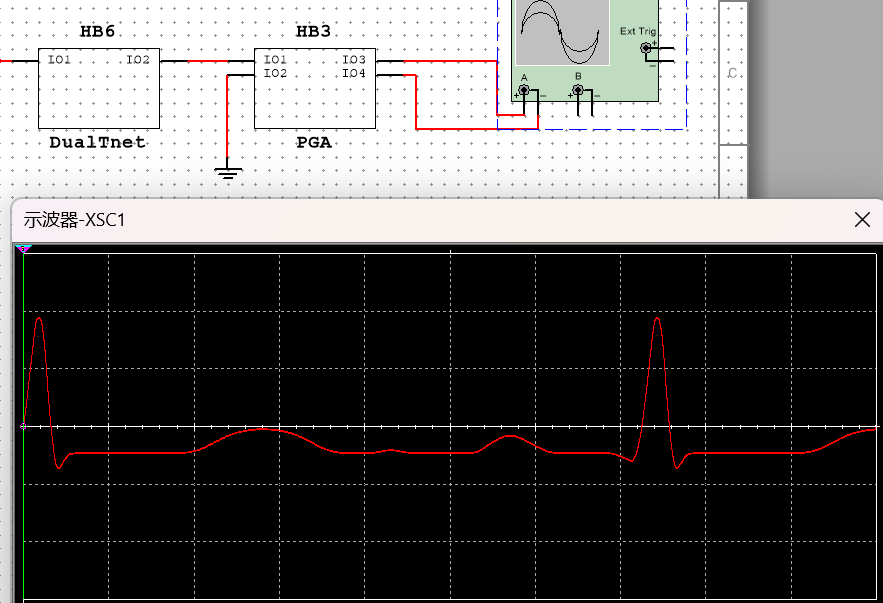 HB6
HB3
Ext Trig
IO1 IO2
IO1 IO3
IO2 IO4
A
B
C
DualTnet
PGA
示波器-XSC1